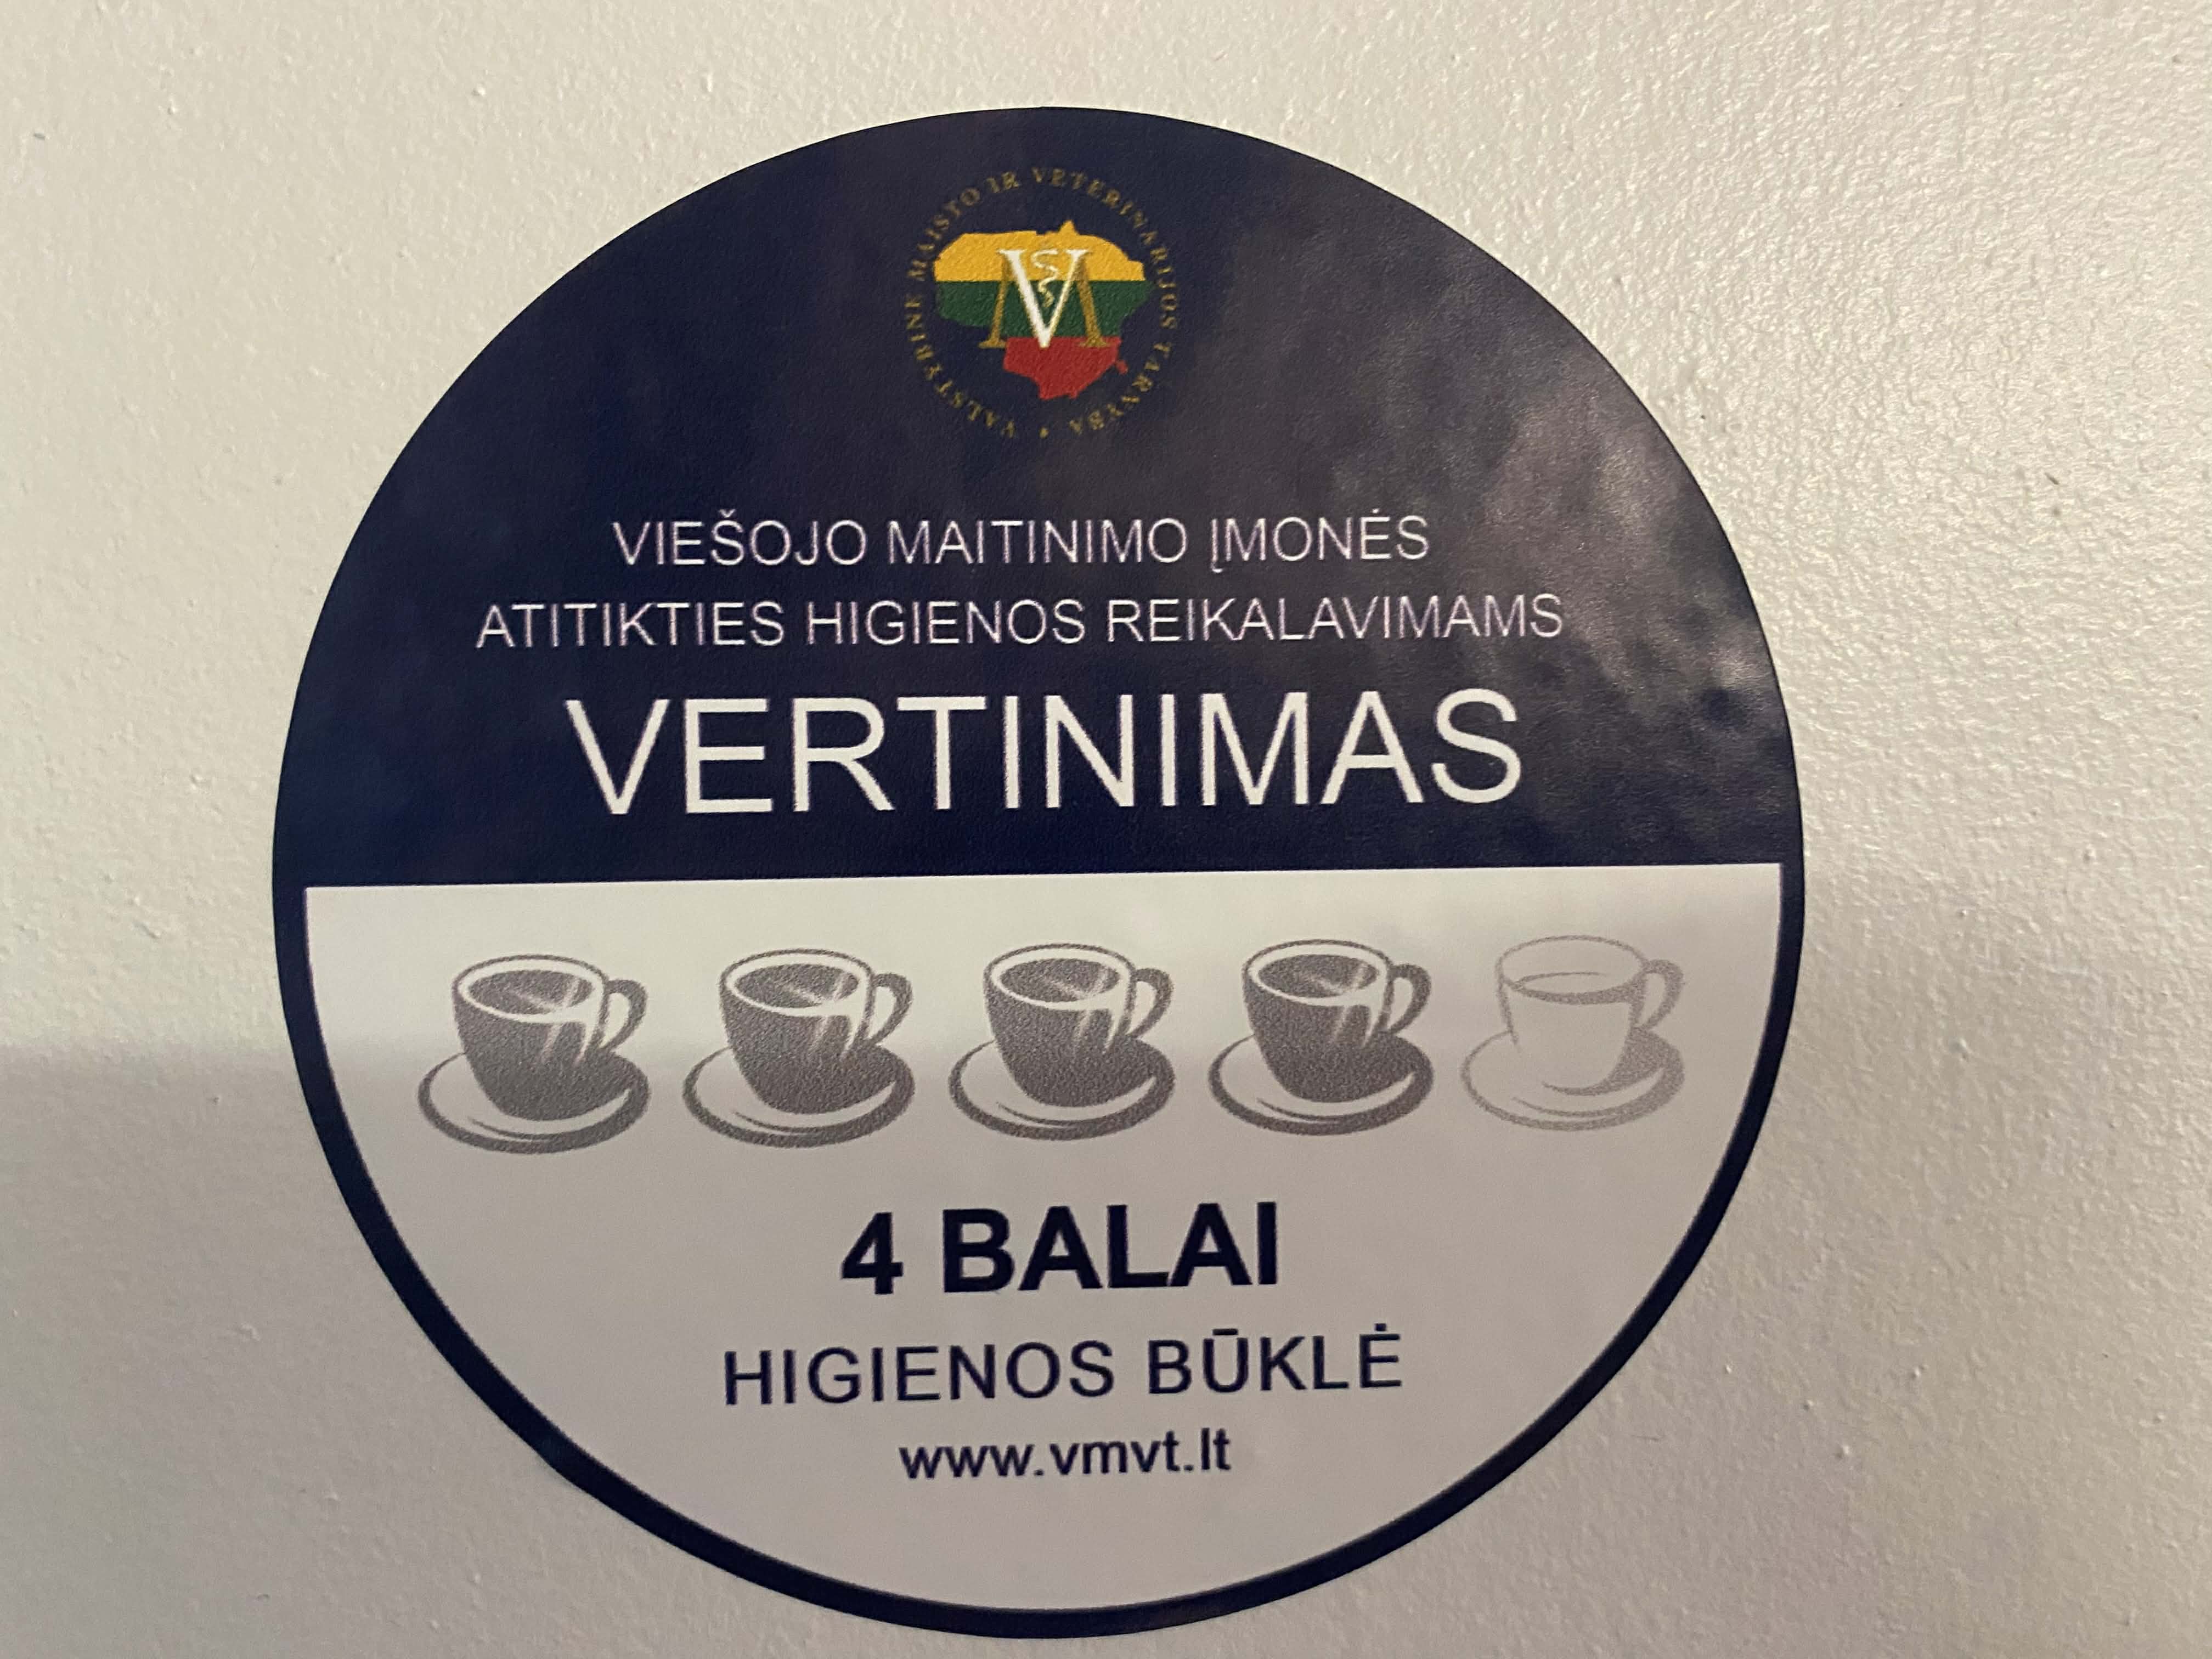 VALSTYBINĖ MAISTO IR VETERINARIJOS TARNYBA •
VMA
VIEŠOJO MAITINIMO ĮMONĖS
ATITIKTIES HIGIENOS REIKALAVIMAMS
VERTINIMAS
4 BALAI
HIGIENOS BŪKLĖ
www.vmvt.lt